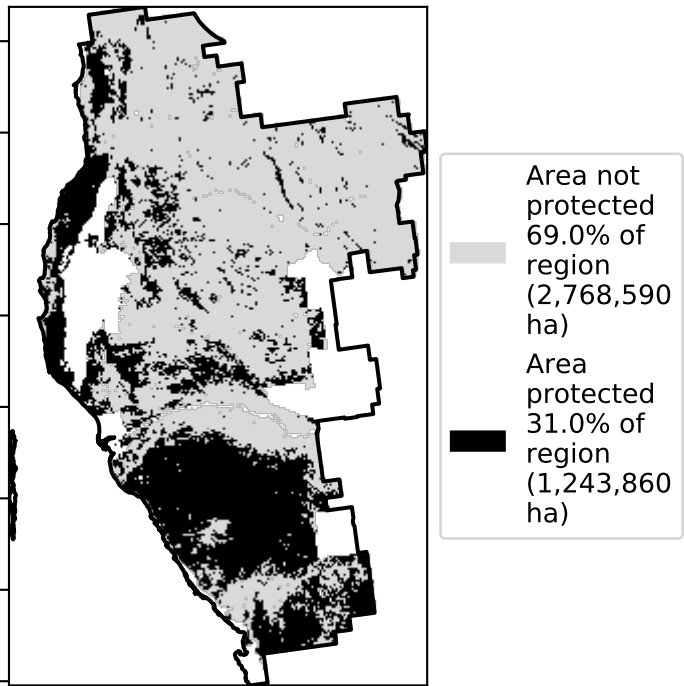 Area not
protected
69.0% of
region
(2,768,590
ha)
Area
protected
31.0% of
region
(1,243,860
ha)